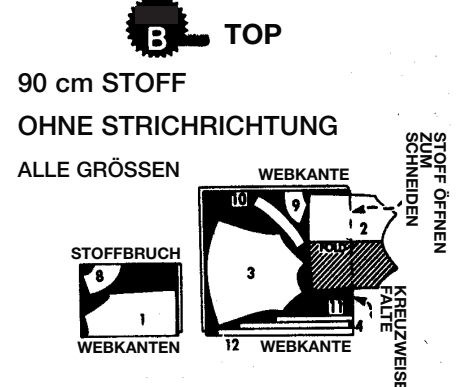 B TOP
90 cm STOFF
OHNE STRICHRICHTUNG
ALLE GRÖSSEN
WEBKANTE
STOFF ÖFFNEN
ZUM
SCHNEIDEN
10
9
2
FOLD
STOFFBRUCH
8
3
1
11
4
KREUZWEISE
FALTE
WEBKANTEN
12
WEBKANTE